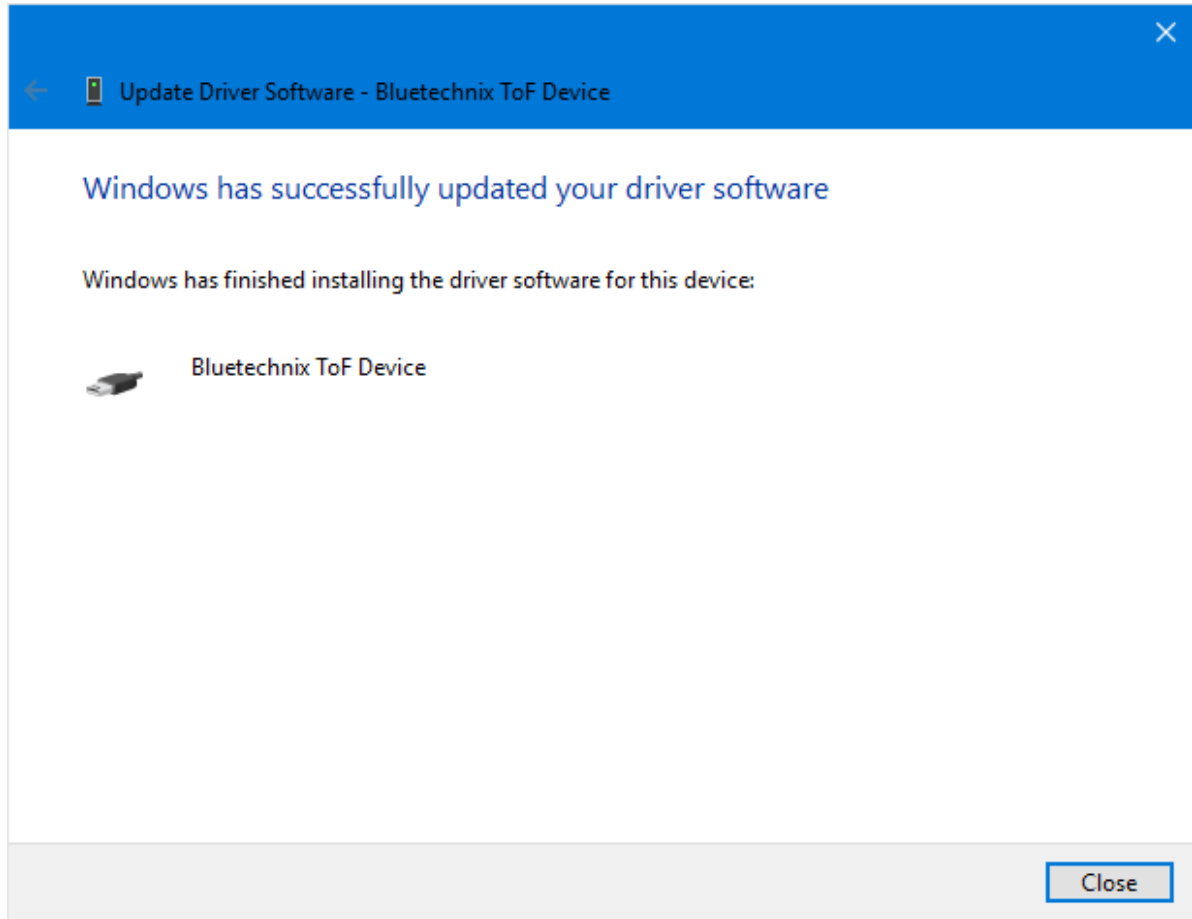 Update Driver Software - Bluetechnix ToF Device
Windows has successfully updated your driver software
Windows has finished installing the driver software for this device:
Bluetechnix ToF Device
Close